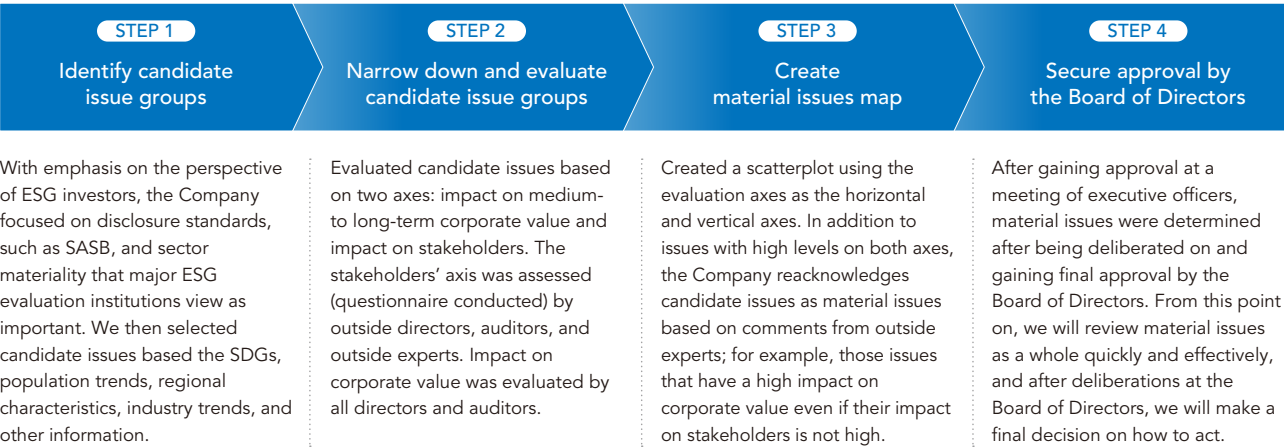 STEP 1
Identify candidate
issue groups
With emphasis on the perspective
of ESG investors, the Company
focused on disclosure standards,
such as SASB, and sector
materiality that major ESG
evaluation institutions view as
important. We then selected
candidate issues based the SDGs,
population trends, regional
characteristics, industry trends, and
other information.
STEP 2
Narrow down and evaluate
candidate issue groups
Evaluated candidate issues based
on two axes: impact on medium-
to long-term corporate value and
impact on stakeholders. The
stakeholders’ axis was assessed
(questionnaire conducted) by
outside directors, auditors, and
outside experts. Impact on
corporate value was evaluated by
all directors and auditors.
STEP 3
Create
material issues map
Created a scatterplot using the
evaluation axes as the horizontal
and vertical axes. In addition to
issues with high levels on both axes,
the Company reacknowledges
candidate issues as material issues
based on comments from outside
experts; for example, those issues
that have a high impact on
corporate value even if their impact
on stakeholders is not high.
STEP 4
Secure approval by
the Board of Directors
After gaining approval at a
meeting of executive officers,
material issues were determined
after being deliberated on and
gaining final approval by the
Board of Directors. From this point
on, we will review material issues
as a whole quickly and effectively,
and after deliberations at the
Board of Directors, we will make a
final decision on how to act.